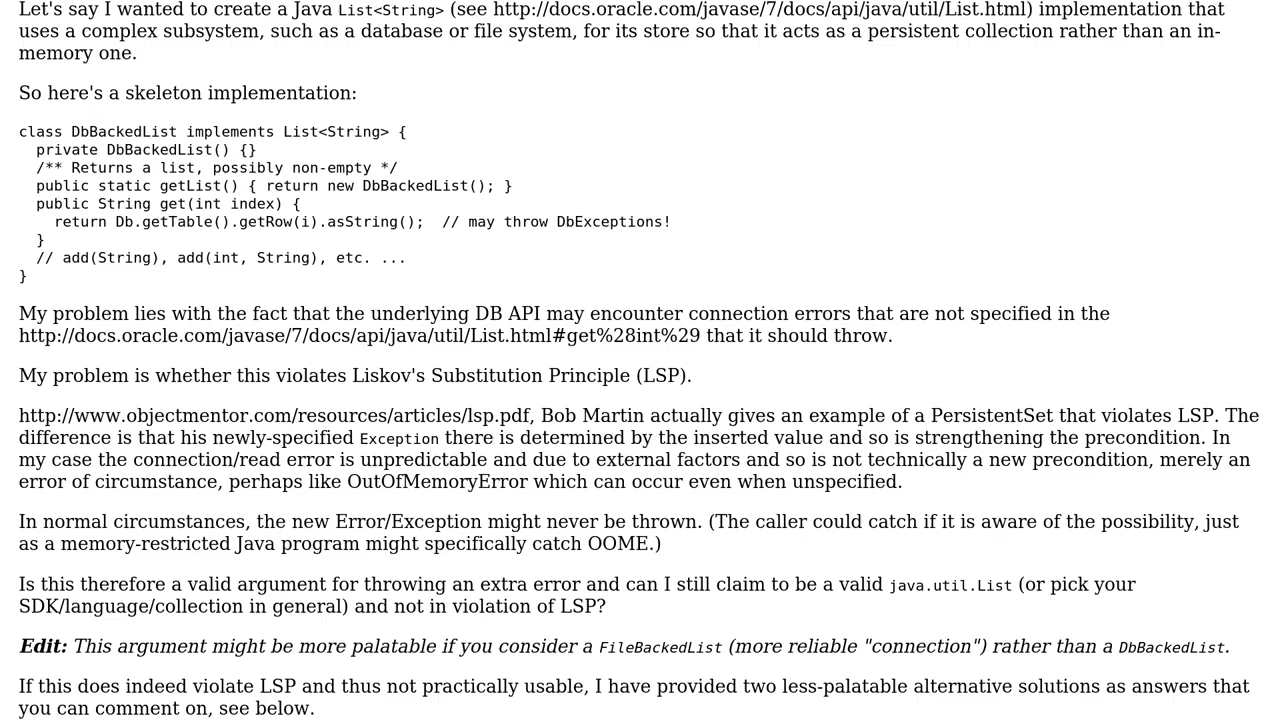 Let's say I wanted to create a Java List<String> (see http://docs.oracle.com/javase/7/docs/api/java/util/List.html) implementation that
uses a complex subsystem, such as a database or file system, for its store so that it acts as a persistent collection rather than an in-
memory one.
So here's a skeleton implementation:
class DbBackedList implements List<String> {
  private DbBackedList() {}
  /** Returns a list, possibly non-empty */
  public static getList() { return new DbBackedList(); }
  public String get(int index) {
    return Db.getTable().getRow(i).asString();  // may throw DbExceptions!
  }
  // add(String), add(int, String), etc. ...
}
My problem lies with the fact that the underlying DB API may encounter connection errors that are not specified in the
http://docs.oracle.com/javase/7/docs/api/java/util/List.html#get%28int%29 that it should throw.
My problem is whether this violates Liskov's Substitution Principle (LSP).
http://www.objectmentor.com/resources/articles/lsp.pdf, Bob Martin actually gives an example of a PersistentSet that violates LSP. The
difference is that his newly-specified Exception there is determined by the inserted value and so is strengthening the precondition. In
my case the connection/read error is unpredictable and due to external factors and so is not technically a new precondition, merely an
error of circumstance, perhaps like OutOfMemoryError which can occur even when unspecified.
In normal circumstances, the new Error/Exception might never be thrown. (The caller could catch if it is aware of the possibility, just
as a memory-restricted Java program might specifically catch OOME.)
Is this therefore a valid argument for throwing an extra error and can I still claim to be a valid java.util.List (or pick your
SDK/language/collection in general) and not in violation of LSP?
Edit: This argument might be more palatable if you consider a FileBackedList (more reliable "connection") rather than a DbBackedList.
If this does indeed violate LSP and thus not practically usable, I have provided two less-palatable alternative solutions as answers that
you can comment on, see below.